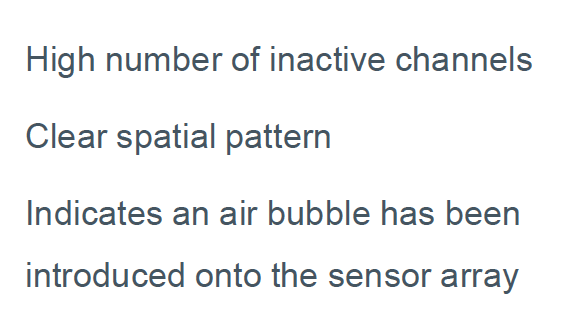 High number of inactive channels
Clear spatial pattern
Indicates an air bubble has been
introduced onto the sensor array